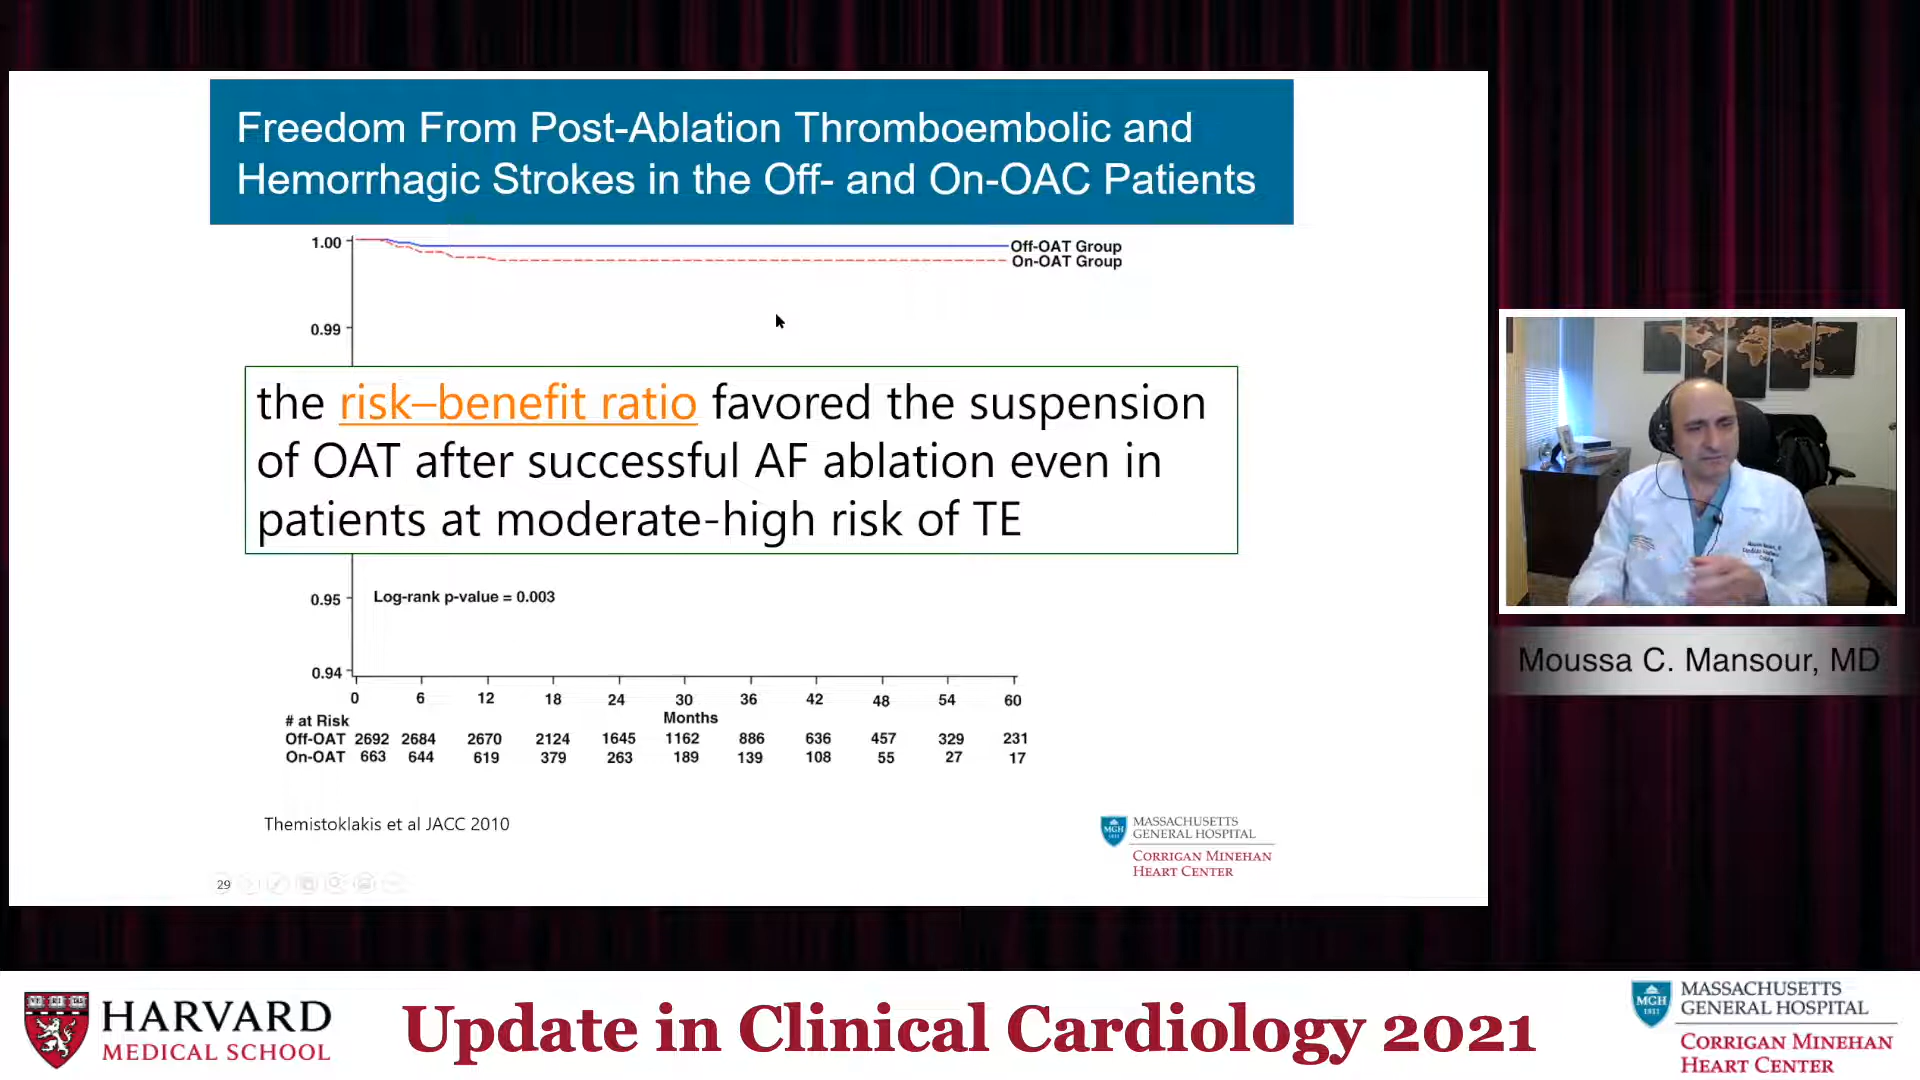 Freedom From Post-Ablation Thromboembolic and
Hemorrhagic Strokes in the Off- and On-OAC Patients
1.00
Off-OAT Group
On-OAT Group
0.99
the risk–benefit ratio favored the suspension
of OAT after successful AF ablation even in
patients at moderate-high risk of TE
0.95
Log-rank p-value = 0.003
0.94
0 6 12 18 24 30 36 42 48 54 60
# at Risk
Months
Off-OAT 2692 2684 2670 2124 1645 1162 886 636 457 329 231
On-OAT 663 644 619 379 263 189 139 108 55 27 17
Themistoklakis et al JACC 2010
MGH
1811
MASSACHUSETTS
GENERAL HOSPITAL
CORRIGAN MINEHAN
HEART CENTER
29
Moussa C. Mansour, MD
HARVARD
MEDICAL SCHOOL
Update in Clinical Cardiology 2021
MGH
1811
MASSACHUSETTS
GENERAL HOSPITAL
CORRIGAN MINEHAN
HEART CENTER